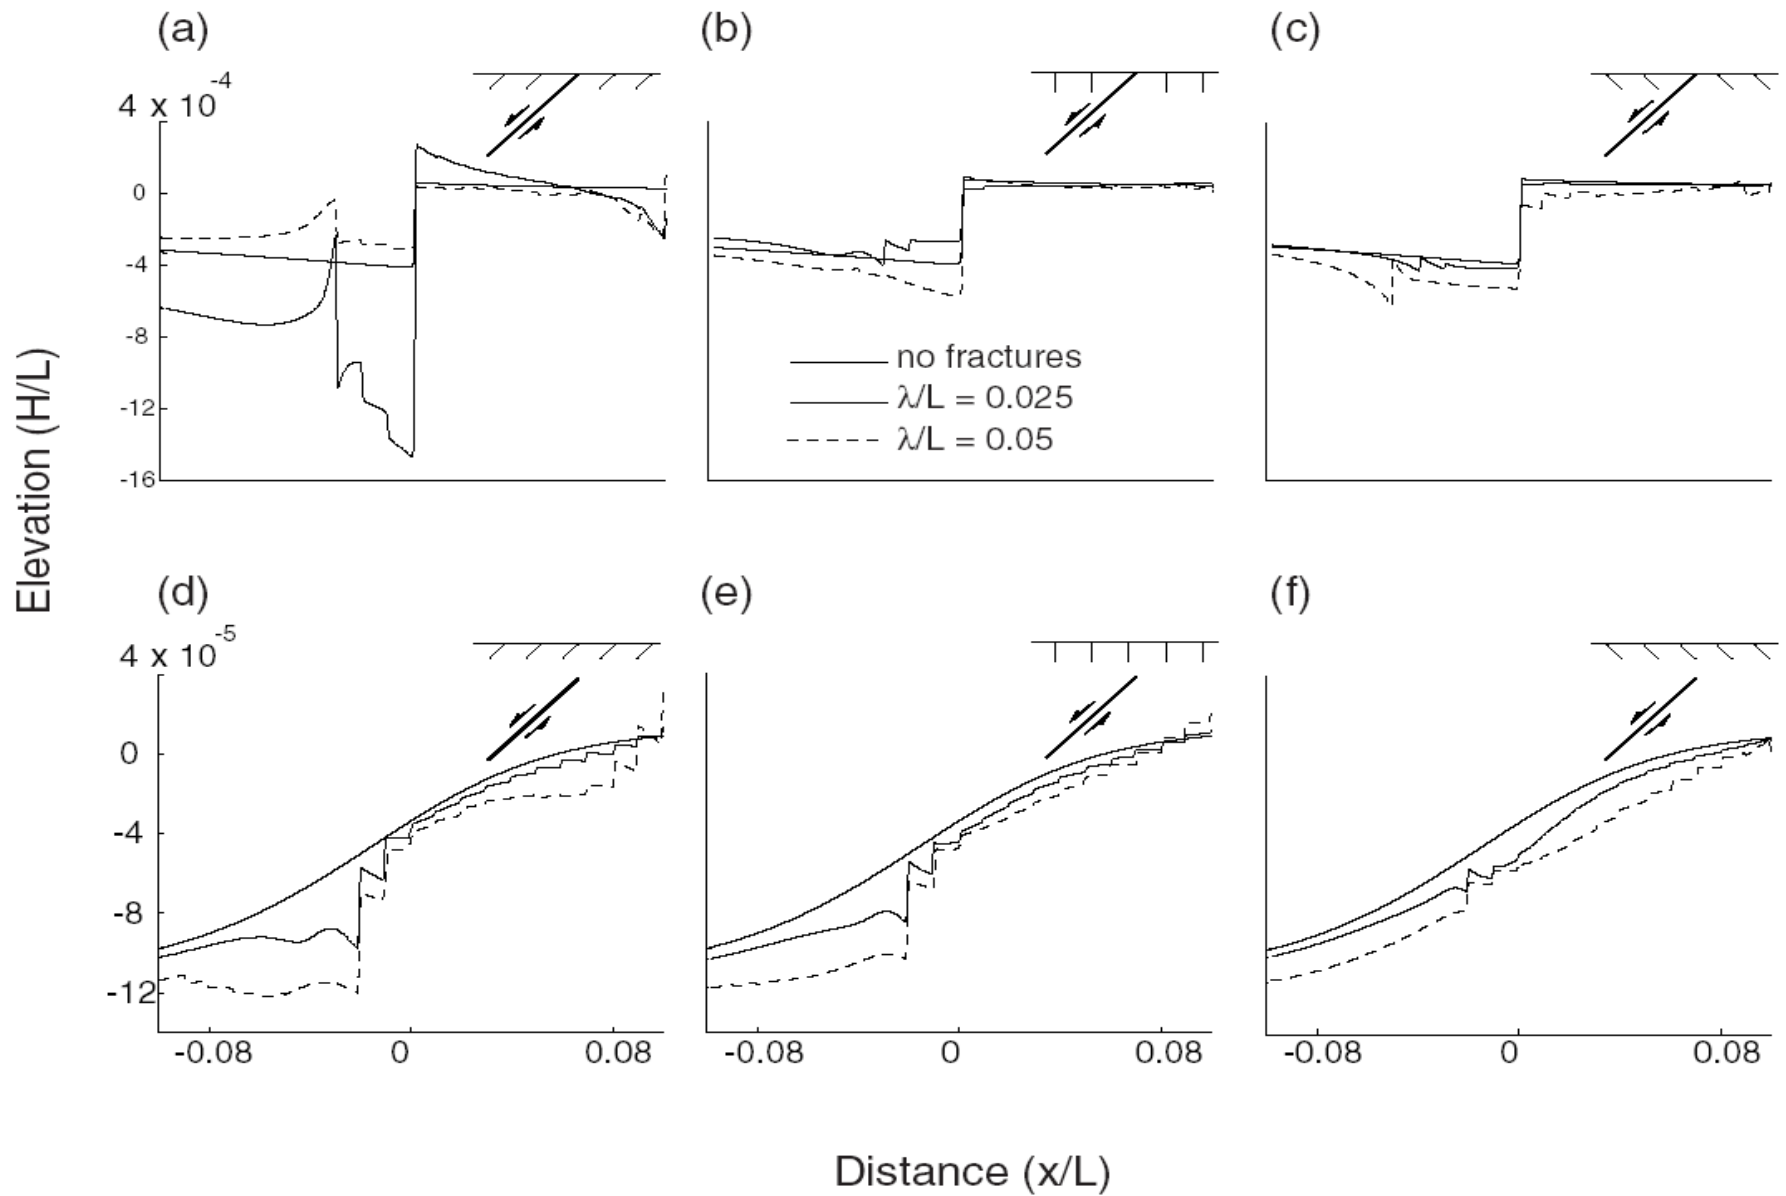 (a) (b) (c)
4 x 10⁻⁴
0
-4
-8
-12
-16
no fractures
λ/L = 0.025
λ/L = 0.05
Elevation (H/L)
(d) (e) (f)
4 x 10⁻⁵
0
-4
-8
-12
-0.08 0 0.08 -0.08 0 0.08 -0.08 0 0.08
Distance (x/L)